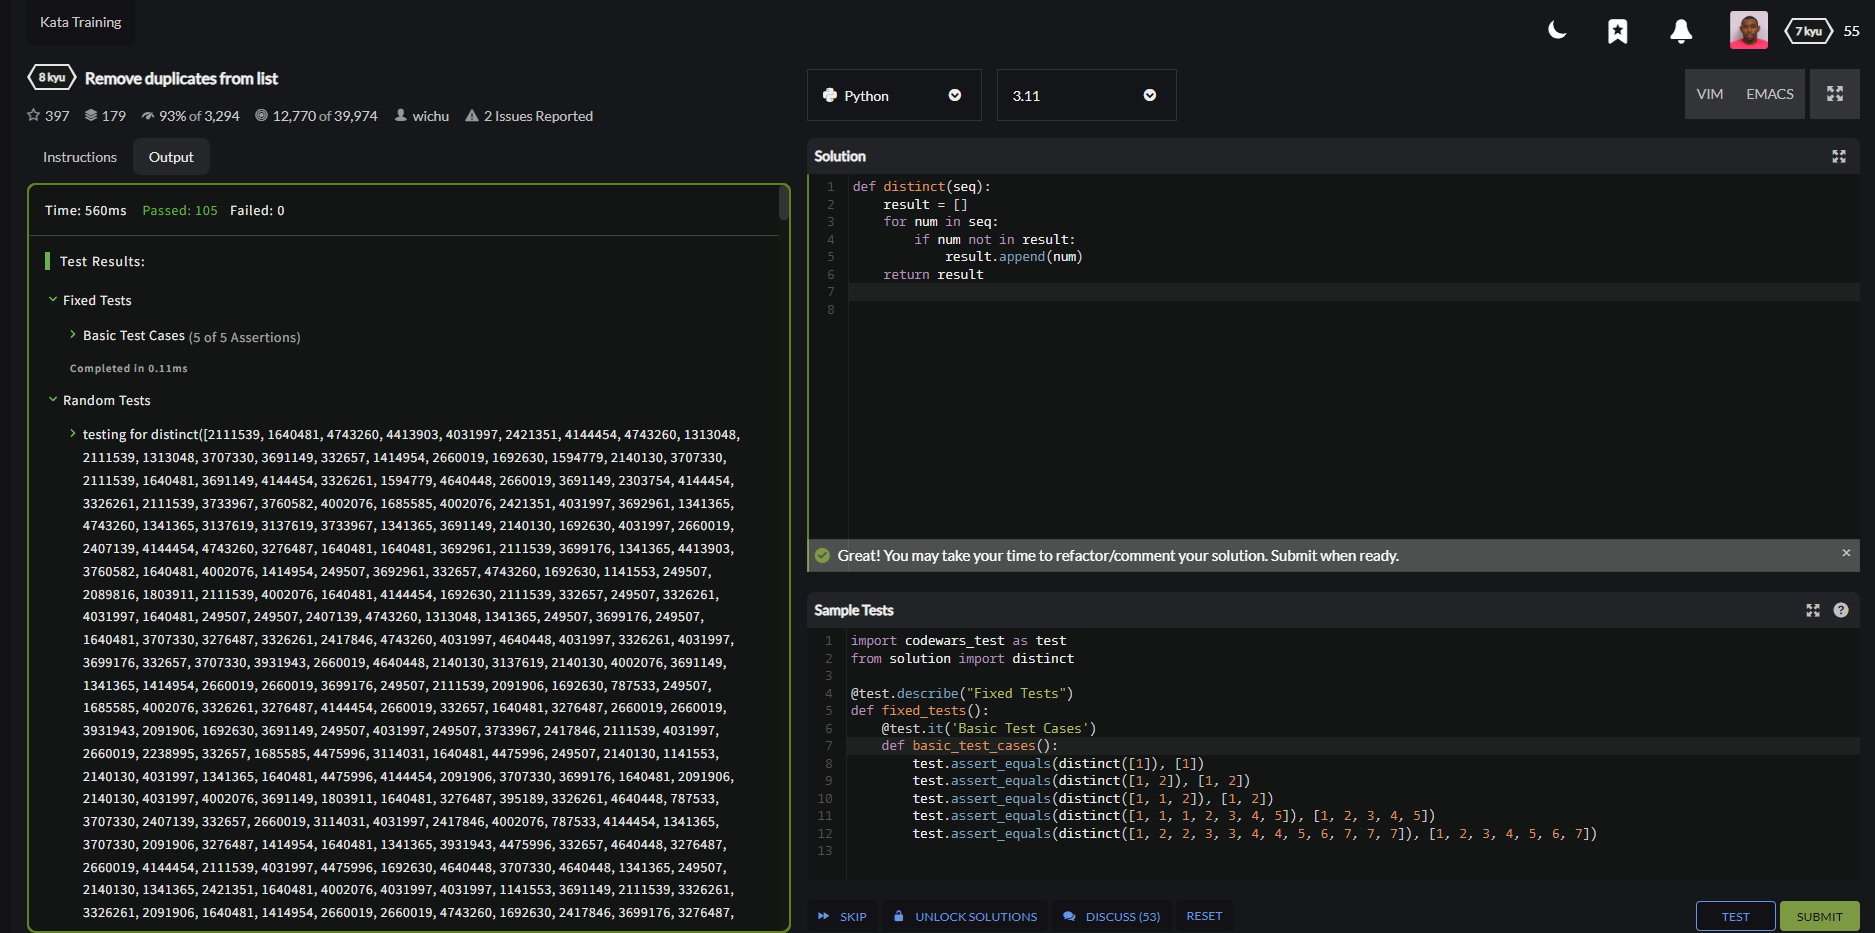 Kata Training
7 kyu 55
8 kyu Remove duplicates from list
397 179 93% of 3,294 12,770 of 39,974 wichu 2 Issues Reported
Instructions Output
Time: 560ms Passed: 105 Failed: 0
Test Results:
Fixed Tests
Basic Test Cases (5 of 5 Assertions)
Completed in 0.11ms
Random Tests
testing for distinct([2111539, 1640481, 4743260, 4413903, 4031997, 2421351, 4144454, 4743260, 1313048,
2111539, 1313048, 3707330, 3691149, 332657, 1414954, 2660019, 1692630, 1594779, 2140130, 3707330,
2111539, 1640481, 3691149, 4144454, 3326261, 1594779, 4640448, 2660019, 3691149, 2303754, 4144454,
3326261, 2111539, 3733967, 3760582, 4002076, 1685585, 4002076, 2421351, 4031997, 3692961, 1341365,
4743260, 1341365, 3137619, 3137619, 3733967, 1341365, 3691149, 2140130, 1692630, 4031997, 2660019,
2407139, 4144454, 4743260, 3276487, 1640481, 1640481, 3692961, 2111539, 3699176, 1341365, 4413903,
3760582, 1640481, 4002076, 1414954, 249507, 3692961, 332657, 4743260, 1692630, 1141553, 249507,
2089816, 1803911, 2111539, 4002076, 1640481, 4144454, 1692630, 2111539, 332657, 249507, 3326261,
4031997, 1640481, 249507, 249507, 2407139, 4743260, 1313048, 1341365, 249507, 3699176, 249507,
1640481, 3707330, 3276487, 3326261, 2417846, 4743260, 4031997, 4640448, 4031997, 3326261, 4031997,
3699176, 332657, 3707330, 3931943, 2660019, 4640448, 2140130, 3137619, 2140130, 4002076, 3691149,
1341365, 1414954, 2660019, 2660019, 3699176, 249507, 2111539, 2091906, 1692630, 787533, 249507,
1685585, 4002076, 3326261, 3276487, 4144454, 2660019, 332657, 1640481, 3276487, 2660019, 2660019,
3931943, 2091906, 1692630, 3691149, 249507, 4031997, 249507, 3733967, 2417846, 2111539, 4031997,
2660019, 2238995, 332657, 1685585, 4475996, 3114031, 1640481, 4475996, 249507, 2140130, 1141553,
2140130, 4031997, 1341365, 1640481, 4475996, 4144454, 2091906, 3707330, 3699176, 1640481, 2091906,
2140130, 4031997, 4002076, 3691149, 1803911, 1640481, 3276487, 395189, 3326261, 4640448, 787533,
3707330, 2407139, 332657, 2660019, 3114031, 4031997, 2417846, 4002076, 787533, 4144454, 1341365,
3707330, 2091906, 3276487, 1414954, 1640481, 1341365, 3931943, 4475996, 332657, 4640448, 3276487,
2660019, 4144454, 2111539, 4031997, 4475996, 1692630, 4640448, 3707330, 4640448, 1341365, 249507,
2140130, 1341365, 2421351, 1640481, 4002076, 4031997, 4031997, 1141553, 3691149, 2111539, 3326261,
3326261, 2091906, 1640481, 1414954, 2660019, 2660019, 4743260, 1692630, 2417846, 3699176, 3276487,
Python 3.11 VIM EMACS
Solution
1 def distinct(seq):
2 result = []
3 for num in seq:
4 if num not in result:
5 result.append(num)
6 return result
7
8
Great! You may take your time to refactor/comment your solution. Submit when ready. ×
Sample Tests ?
1 import codewars_test as test
2 from solution import distinct
3
4 @test.describe("Fixed Tests")
5 def fixed_tests():
6 @test.it('Basic Test Cases')
7 def basic_test_cases():
8 test.assert_equals(distinct([1]), [1])
9 test.assert_equals(distinct([1, 2]), [1, 2])
10 test.assert_equals(distinct([1, 1, 2]), [1, 2])
11 test.assert_equals(distinct([1, 1, 1, 2, 3, 4, 5]), [1, 2, 3, 4, 5])
12 test.assert_equals(distinct([1, 2, 2, 3, 3, 4, 4, 5, 6, 7, 7, 7]), [1, 2, 3, 4, 5, 6, 7])
13
SKIP UNLOCK SOLUTIONS DISCUSS (53) RESET TEST SUBMIT